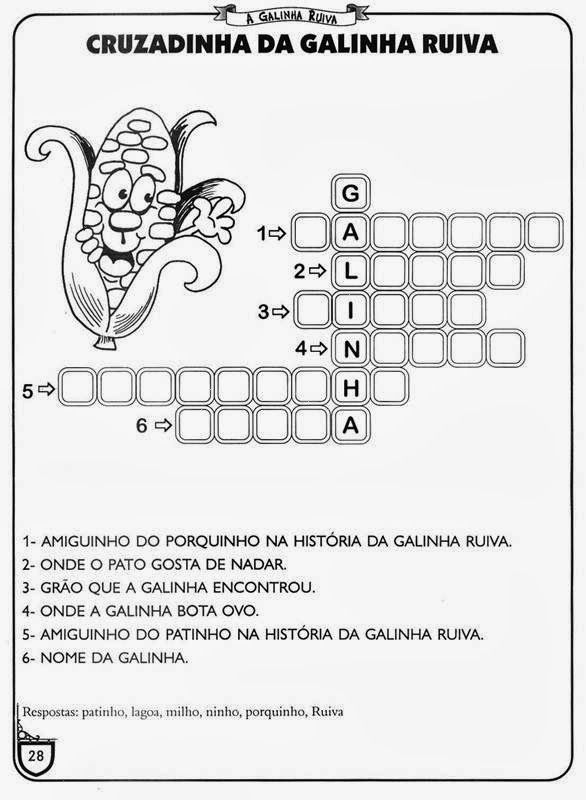 A GALINHA RUIVA
CRUZADINHA DA GALINHA RUIVA
G
1 A
2 L
3 I
4 N
5 H
6 A
1- AMIGUINHO DO PORQUINHO NA HISTÓRIA DA GALINHA RUIVA.
2- ONDE O PATO GOSTA DE NADAR.
3- GRÃO QUE A GALINHA ENCONTROU.
4- ONDE A GALINHA BOTA OVO.
5- AMIGUINHO DO PATINHO NA HISTÓRIA DA GALINHA RUIVA.
6- NOME DA GALINHA.
Respostas: patinho, lagoa, milho, ninho, porquinho, Ruiva
28